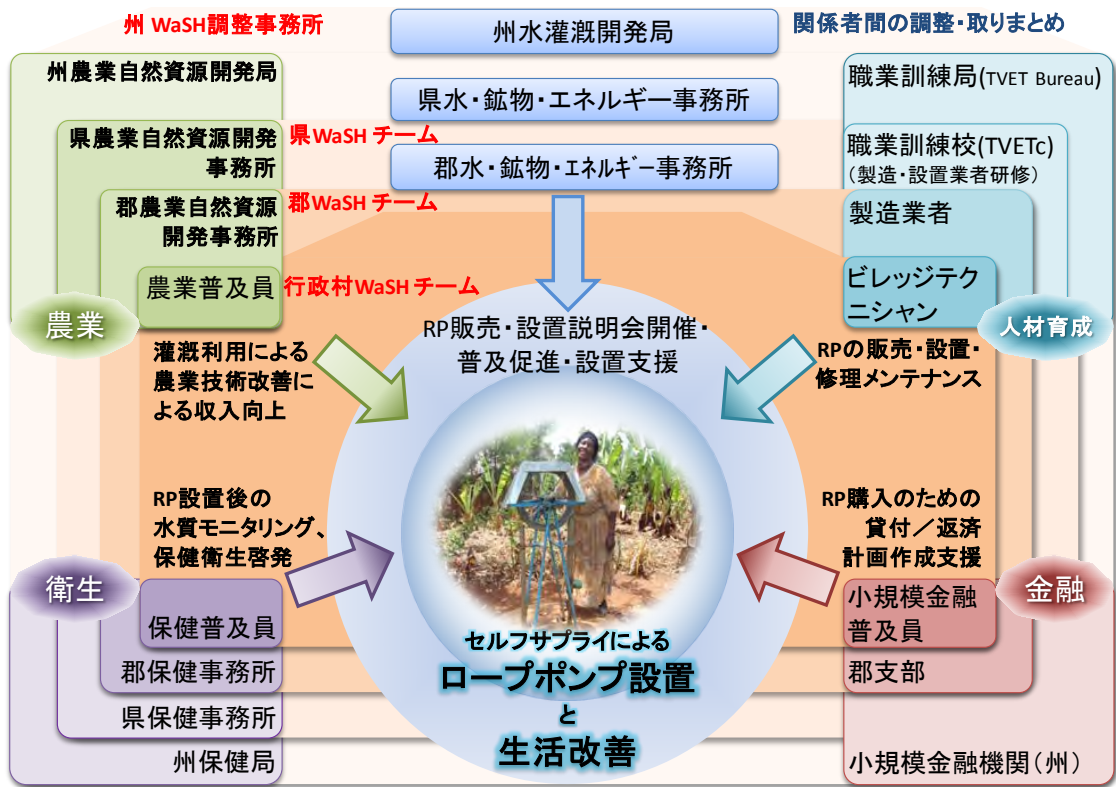 州 WaSH調整事務所
州水灌漑開発局
関係者間の調整・取りまとめ
州農業自然資源開発局
県水・鉱物・エネルギー事務所
職業訓練局(TVET Bureau)
県農業自然資源開発
事務所
県WaSH チーム
郡水・鉱物・エネルギー事務所
職業訓練校(TVETc)
(製造・設置業者研修)
郡農業自然資源
開発事務所
郡WaSH チーム
製造業者
農業普及員
行政村WaSH チーム
ビレッジテク
ニシャン
農業
人材育成
RP販売・設置説明会開催・
普及促進・設置支援
灌漑利用による
農業技術改善に
よる収入向上
RPの販売・設置・
修理メンテナンス
RP設置後の
水質モニタリング、
保健衛生啓発
RP購入のための
貸付／返済
計画作成支援
衛生
金融
保健普及員
郡保健事務所
県保健事務所
州保健局
小規模金融
普及員
郡支部
小規模金融機関(州)
セルフサプライによる
ロープポンプ設置
と
生活改善